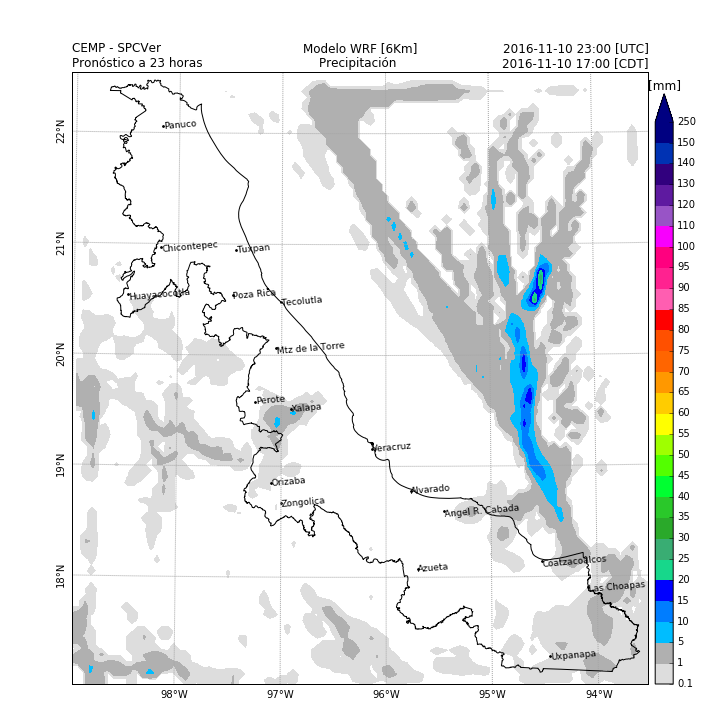 CEMP - SPCVer Modelo WRF [6Km] 2016-11-10 23:00 [UTC]
Pronóstico a 23 horas Precipitación 2016-11-10 17:00 [CDT]
[mm]
250
150
140
130
120
110
100
95
90
85
80
75
70
65
60
55
50
45
40
35
30
25
20
15
10
5
1
0.1
22°N
21°N
20°N
19°N
18°N
Panuco
Chicontepec
Tuxpan
Huayacocotla
Poza Rica
Tecolutla
Mtz de la Torre
Perote
Xalapa
Veracruz
Orizaba
Alvarado
Zongolica
Angel R. Cabada
Azueta
Coatzacoalcos
Las Choapas
Uxpanapa
98°W 97°W 96°W 95°W 94°W